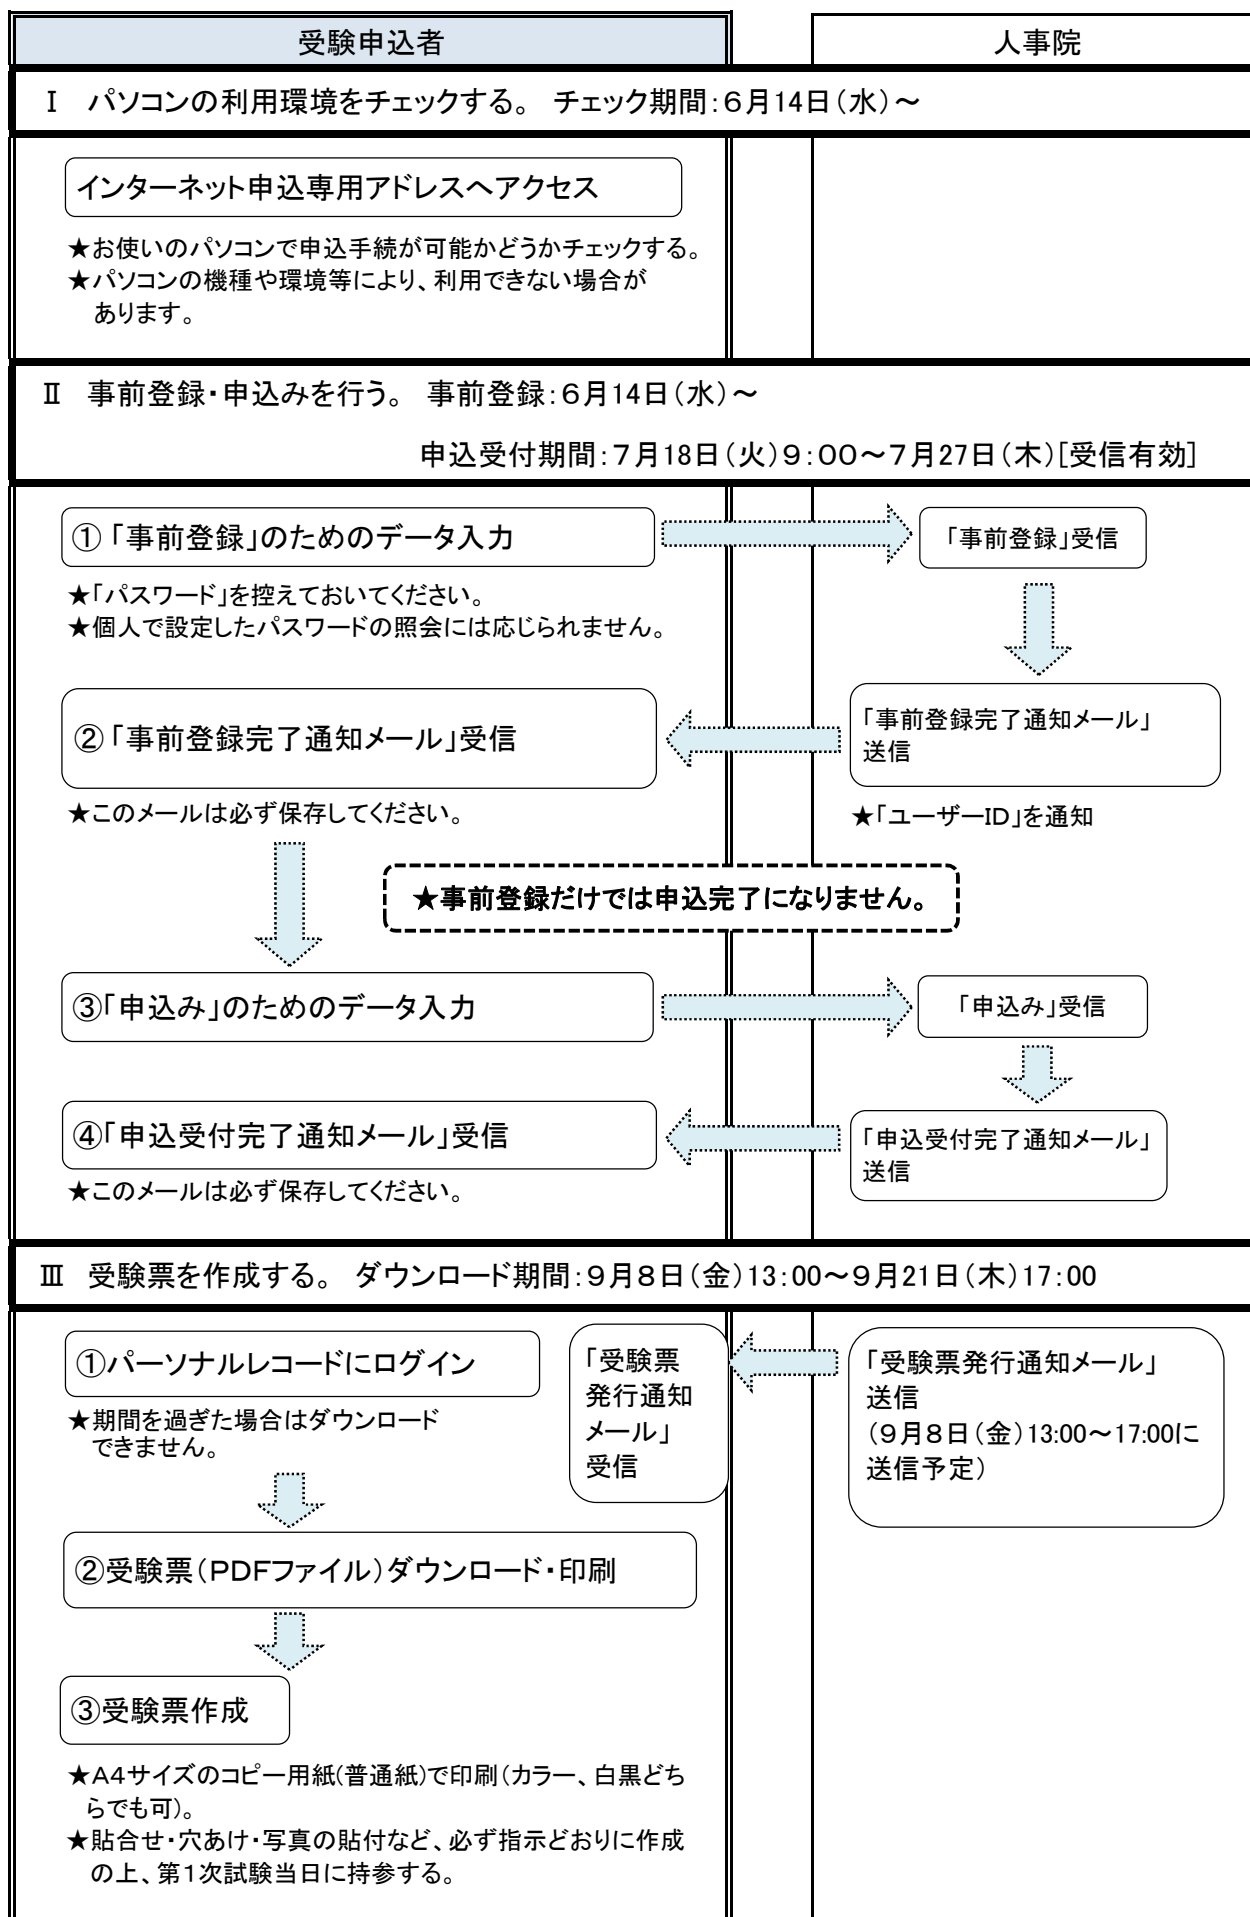 受験申込者
人事院
Ⅰ　パソコンの利用環境をチェックする。　チェック期間：６月14日（水）～
インターネット申込専用アドレスへアクセス
★お使いのパソコンで申込手続が可能かどうかチェックする。
★パソコンの機種や環境等により、利用できない場合が
あります。
Ⅱ　事前登録・申込みを行う。　事前登録：６月14日（水）～
申込受付期間：７月18日（火）９：００～７月27日（木）[受信有効]
①「事前登録」のためのデータ入力
「事前登録」受信
★「パスワード」を控えておいてください。
★個人で設定したパスワードの照会には応じられません。
②「事前登録完了通知メール」受信
「事前登録完了通知メール」
送信
★このメールは必ず保存してください。
★「ユーザーID」を通知
★事前登録だけでは申込完了になりません。
③「申込み」のためのデータ入力
「申込み」受信
④「申込受付完了通知メール」受信
「申込受付完了通知メール」
送信
★このメールは必ず保存してください。
Ⅲ　受験票を作成する。　ダウンロード期間：９月８日（金）13：00～９月21日（木）17：00
①パーソナルレコードにログイン
★期間を過ぎた場合はダウンロード
できません。
「受験票
発行通知
メール」
受信
「受験票発行通知メール」
送信
（９月８日（金）13:00～17:00に
送信予定）
②受験票（ＰＤＦファイル）ダウンロード・印刷
③受験票作成
★Ａ４サイズのコピー用紙(普通紙)で印刷（カラー、白黒どち
らでも可）。
★貼合せ・穴あけ・写真の貼付など、必ず指示どおりに作成
の上、第１次試験当日に持参する。